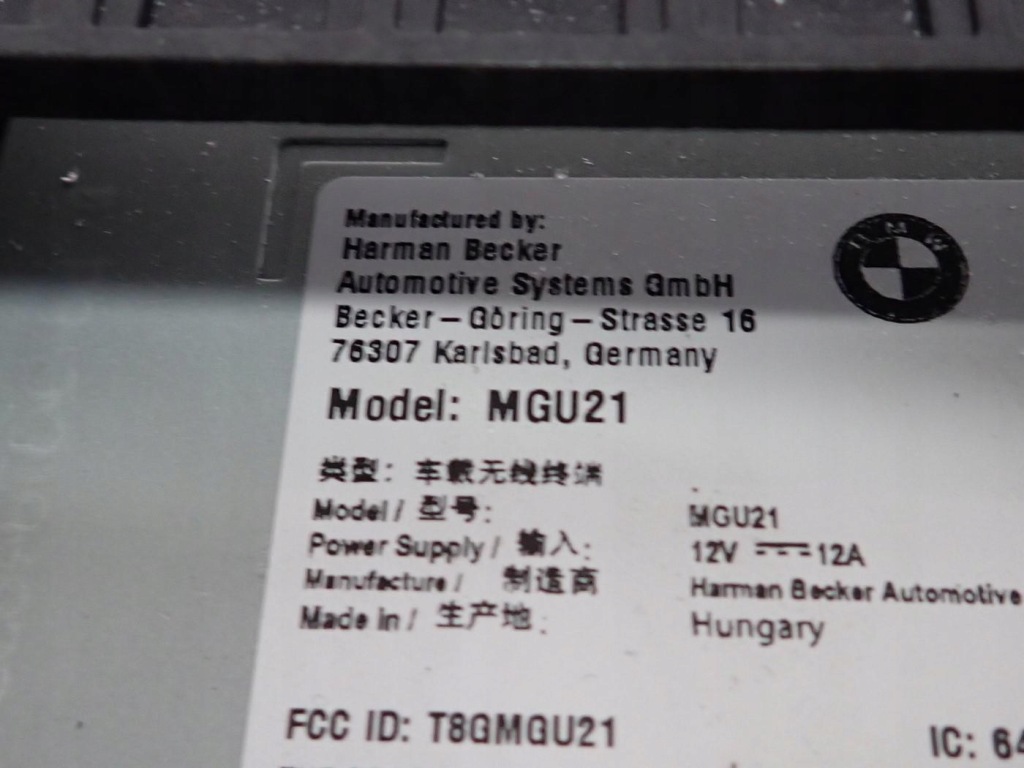 Manufactured by:
Harman Becker
Automotive Systems GmbH
Becker-Göring-Strasse 16
76307 Karlsbad, Germany
BMW
Model: MGU21
类型: 车载无线终端
Model / 型号: MGU21
Power Supply / 输入: 12V ⎓ 12A
Manufacture / 制造商 Harman Becker Automotive
Made in / 生产地: Hungary
FCC ID: T8GMGU21
IC: 64